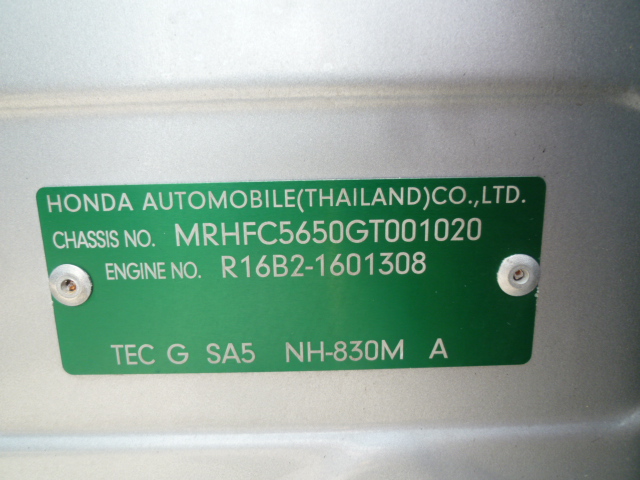 HONDA AUTOMOBILE(THAILAND)CO.,LTD.
CHASSIS NO. MRHFC5650GT001020
ENGINE NO. R16B2-1601308
TEC G SA5 NH-830M A